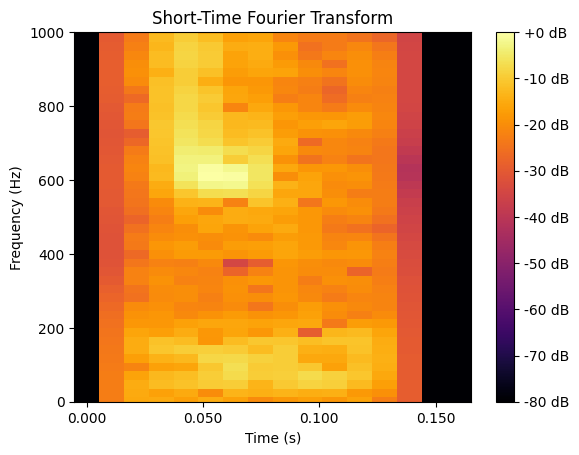 Short-Time Fourier Transform
1000
800
600
400
200
0
Frequency (Hz)
0.000
0.050
0.100
0.150
Time (s)
+0 dB
-10 dB
-20 dB
-30 dB
-40 dB
-50 dB
-60 dB
-70 dB
-80 dB